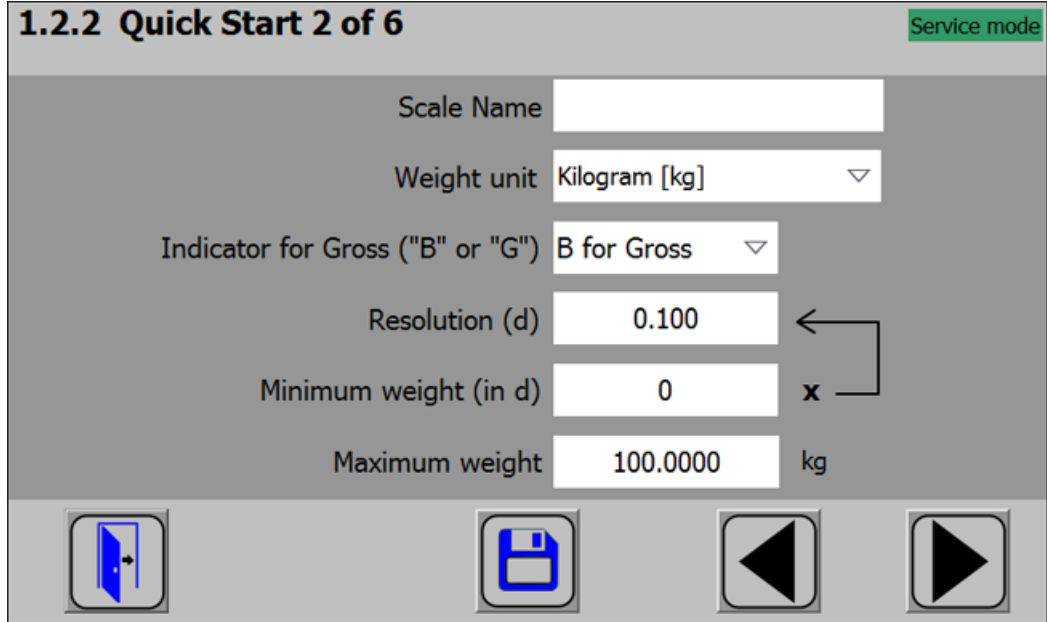 1.2.2 Quick Start 2 of 6
Service mode
Scale Name
Weight unit Kilogram [kg]
Indicator for Gross ("B" or "G") B for Gross
Resolution (d) 0.100
Minimum weight (in d) 0 x
Maximum weight 100.0000 kg